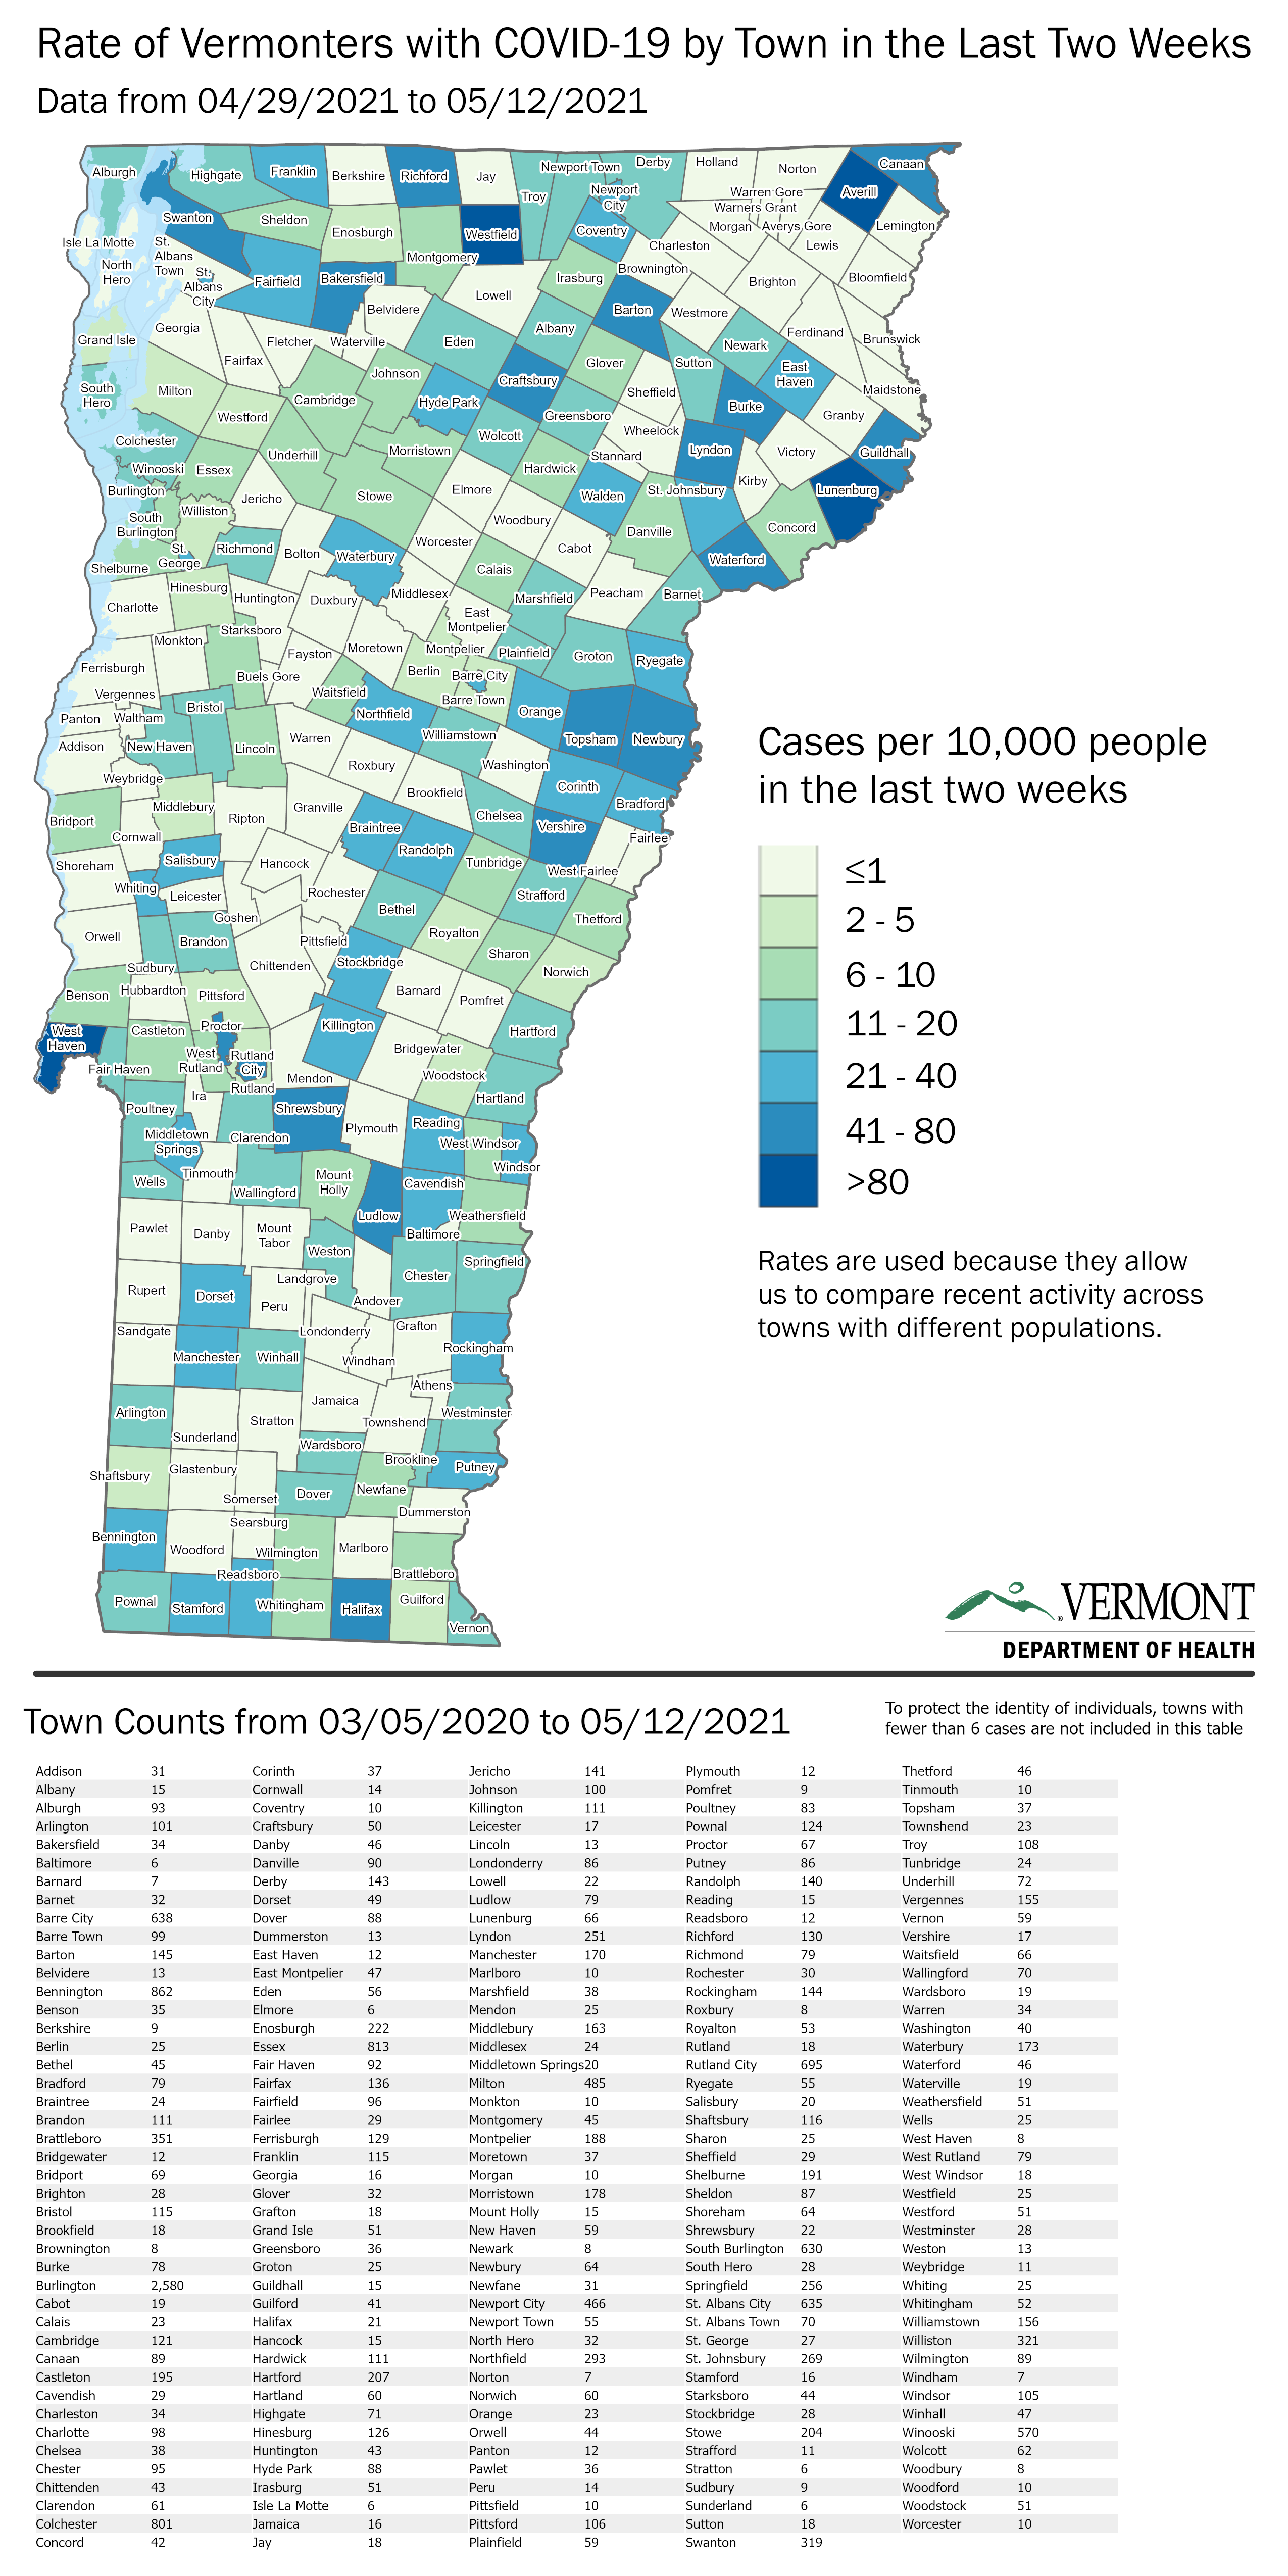 Rate of Vermonters with COVID-19 by Town in the Last Two Weeks
Data from 04/29/2021 to 05/12/2021
Alburgh
Highgate
Franklin
Berkshire
Richford
Jay
Troy
Newport Town
Derby
Holland
Norton
Averill
Canaan
Newport
City
Warren Gore
Warners Grant
Morgan
Averys Gore
Lewis
Lemington
Swanton
Sheldon
Enosburgh
Westfield
Coventry
Charleston
Isle La Motte
St.
Albans
Town
Montgomery
North
Hero
St.
Albans
City
Fairfield
Bakersfield
Irasburg
Brownington
Brighton
Bloomfield
Lowell
Belvidere
Barton
Westmore
Georgia
Grand Isle
Fletcher
Waterville
Eden
Albany
Newark
Ferdinand
Brunswick
Fairfax
Johnson
Craftsbury
Glover
Sutton
East
Haven
Sheffield
Maidstone
South
Hero
Milton
Cambridge
Hyde Park
Greensboro
Burke
Granby
Westford
Wolcott
Wheelock
Colchester
Underhill
Morristown
Stannard
Lyndon
Victory
Guildhall
Winooski
Essex
Hardwick
Kirby
Burlington
Jericho
Stowe
Elmore
Walden
St. Johnsbury
Lunenburg
South
Burlington
Williston
Woodbury
Danville
Concord
St.
George
Richmond
Bolton
Waterbury
Worcester
Cabot
Waterford
Shelburne
Calais
Hinesburg
Huntington
Duxbury
Middlesex
Marshfield
Peacham
Barnet
Charlotte
East
Montpelier
Starksboro
Monkton
Fayston
Moretown
Montpelier
Plainfield
Groton
Ryegate
Ferrisburgh
Buels Gore
Berlin
Barre City
Vergennes
Waitsfield
Barre Town
Panton
Waltham
Bristol
Northfield
Orange
Topsham
Newbury
Addison
New Haven
Lincoln
Warren
Williamstown
Washington
Weybridge
Roxbury
Corinth
Middlebury
Granville
Brookfield
Bradford
Bridport
Ripton
Chelsea
Cornwall
Braintree
Vershire
Fairlee
Shoreham
Salisbury
Hancock
Randolph
Tunbridge
West Fairlee
Whiting
Leicester
Rochester
Strafford
Goshen
Bethel
Thetford
Orwell
Brandon
Pittsfield
Royalton
Sharon
Sudbury
Chittenden
Stockbridge
Norwich
Benson
Hubbardton
Pittsford
Barnard
Pomfret
West
Haven
Castleton
Proctor
Killington
Hartford
Fair Haven
West
Rutland
Rutland
City
Bridgewater
Rutland
Mendon
Woodstock
Ira
Hartland
Poultney
Shrewsbury
Plymouth
Reading
Middletown
Springs
Clarendon
West Windsor
Windsor
Wells
Tinmouth
Wallingford
Mount
Holly
Cavendish
Ludlow
Weathersfield
Pawlet
Danby
Mount
Tabor
Baltimore
Weston
Springfield
Chester
Rupert
Dorset
Landgrove
Peru
Andover
Sandgate
Londonderry
Grafton
Rockingham
Manchester
Winhall
Windham
Athens
Arlington
Jamaica
Westminster
Sunderland
Stratton
Townshend
Wardsboro
Brookline
Putney
Shaftsbury
Glastenbury
Somerset
Dover
Newfane
Dummerston
Bennington
Searsburg
Woodford
Wilmington
Marlboro
Readsboro
Brattleboro
Pownal
Stamford
Whitingham
Halifax
Guilford
Vernon
Cases per 10,000 people
in the last two weeks
≤1
2 - 5
6 - 10
11 - 20
21 - 40
41 - 80
>80
Rates are used because they allow
us to compare recent activity across
towns with different populations.
VERMONT
DEPARTMENT OF HEALTH
Town Counts from 03/05/2020 to 05/12/2021
To protect the identity of individuals, towns with
fewer than 6 cases are not included in this table
Addison 31 Corinth 37 Jericho 141 Plymouth 12 Thetford 46
Albany 15 Cornwall 14 Johnson 100 Pomfret 9 Tinmouth 10
Alburgh 93 Coventry 10 Killington 111 Poultney 83 Topsham 37
Arlington 101 Craftsbury 50 Leicester 17 Pownal 124 Townshend 23
Bakersfield 34 Danby 46 Lincoln 13 Proctor 67 Troy 108
Baltimore 6 Danville 90 Londonderry 86 Putney 86 Tunbridge 24
Barnard 7 Derby 143 Lowell 22 Randolph 140 Underhill 72
Barnet 32 Dorset 49 Ludlow 79 Reading 15 Vergennes 155
Barre City 638 Dover 88 Lunenburg 66 Readsboro 12 Vernon 59
Barre Town 99 Dummerston 13 Lyndon 251 Richford 130 Vershire 17
Barton 145 East Haven 12 Manchester 170 Richmond 79 Waitsfield 66
Belvidere 13 East Montpelier 47 Marlboro 10 Rochester 30 Wallingford 70
Bennington 862 Eden 56 Marshfield 38 Rockingham 144 Wardsboro 19
Benson 35 Elmore 6 Mendon 25 Roxbury 8 Warren 34
Berkshire 9 Enosburgh 222 Middlebury 163 Royalton 53 Washington 40
Berlin 25 Essex 813 Middlesex 24 Rutland 18 Waterbury 173
Bethel 45 Fair Haven 92 Middletown Springs20 Rutland City 695 Waterford 46
Bradford 79 Fairfax 136 Milton 485 Ryegate 55 Waterville 19
Braintree 24 Fairfield 96 Monkton 10 Salisbury 20 Weathersfield 51
Brandon 111 Fairlee 29 Montgomery 45 Shaftsbury 116 Wells 25
Brattleboro 351 Ferrisburgh 129 Montpelier 188 Sharon 25 West Haven 8
Bridgewater 12 Franklin 115 Moretown 37 Sheffield 29 West Rutland 79
Bridport 69 Georgia 16 Morgan 10 Shelburne 191 West Windsor 18
Brighton 28 Glover 32 Morristown 178 Sheldon 87 Westfield 25
Bristol 115 Grafton 18 Mount Holly 15 Shoreham 64 Westford 51
Brookfield 18 Grand Isle 51 New Haven 59 Shrewsbury 22 Westminster 28
Brownington 8 Greensboro 36 Newark 8 South Burlington 630 Weston 13
Burke 78 Groton 25 Newbury 64 South Hero 28 Weybridge 11
Burlington 2,580 Guildhall 15 Newfane 31 Springfield 256 Whiting 25
Cabot 19 Guilford 41 Newport City 466 St. Albans City 635 Whitingham 52
Calais 23 Halifax 21 Newport Town 55 St. Albans Town 70 Williamstown 156
Cambridge 121 Hancock 15 North Hero 32 St. George 27 Williston 321
Canaan 89 Hardwick 111 Northfield 293 St. Johnsbury 269 Wilmington 89
Castleton 195 Hartford 207 Norton 7 Stamford 16 Windham 7
Cavendish 29 Hartland 60 Norwich 60 Starksboro 44 Windsor 105
Charleston 34 Highgate 71 Orange 23 Stockbridge 28 Winhall 47
Charlotte 98 Hinesburg 126 Orwell 44 Stowe 204 Winooski 570
Chelsea 38 Huntington 43 Panton 12 Strafford 11 Wolcott 62
Chester 95 Hyde Park 88 Pawlet 36 Stratton 6 Woodbury 8
Chittenden 43 Irasburg 51 Peru 14 Sudbury 9 Woodford 10
Clarendon 61 Isle La Motte 6 Pittsfield 10 Sunderland 6 Woodstock 51
Colchester 801 Jamaica 16 Pittsford 106 Sutton 18 Worcester 10
Concord 42 Jay 18 Plainfield 59 Swanton 319